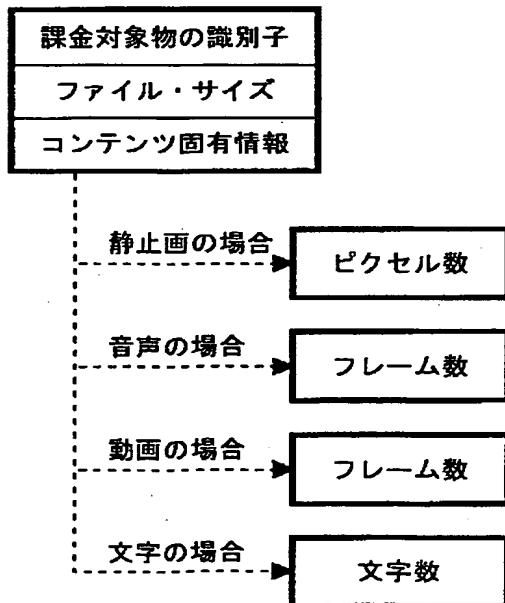 課金対象物の識別子
ファイル・サイズ
コンテンツ固有情報
静止画の場合
ピクセル数
音声の場合
フレーム数
動画の場合
フレーム数
文字の場合
文字数